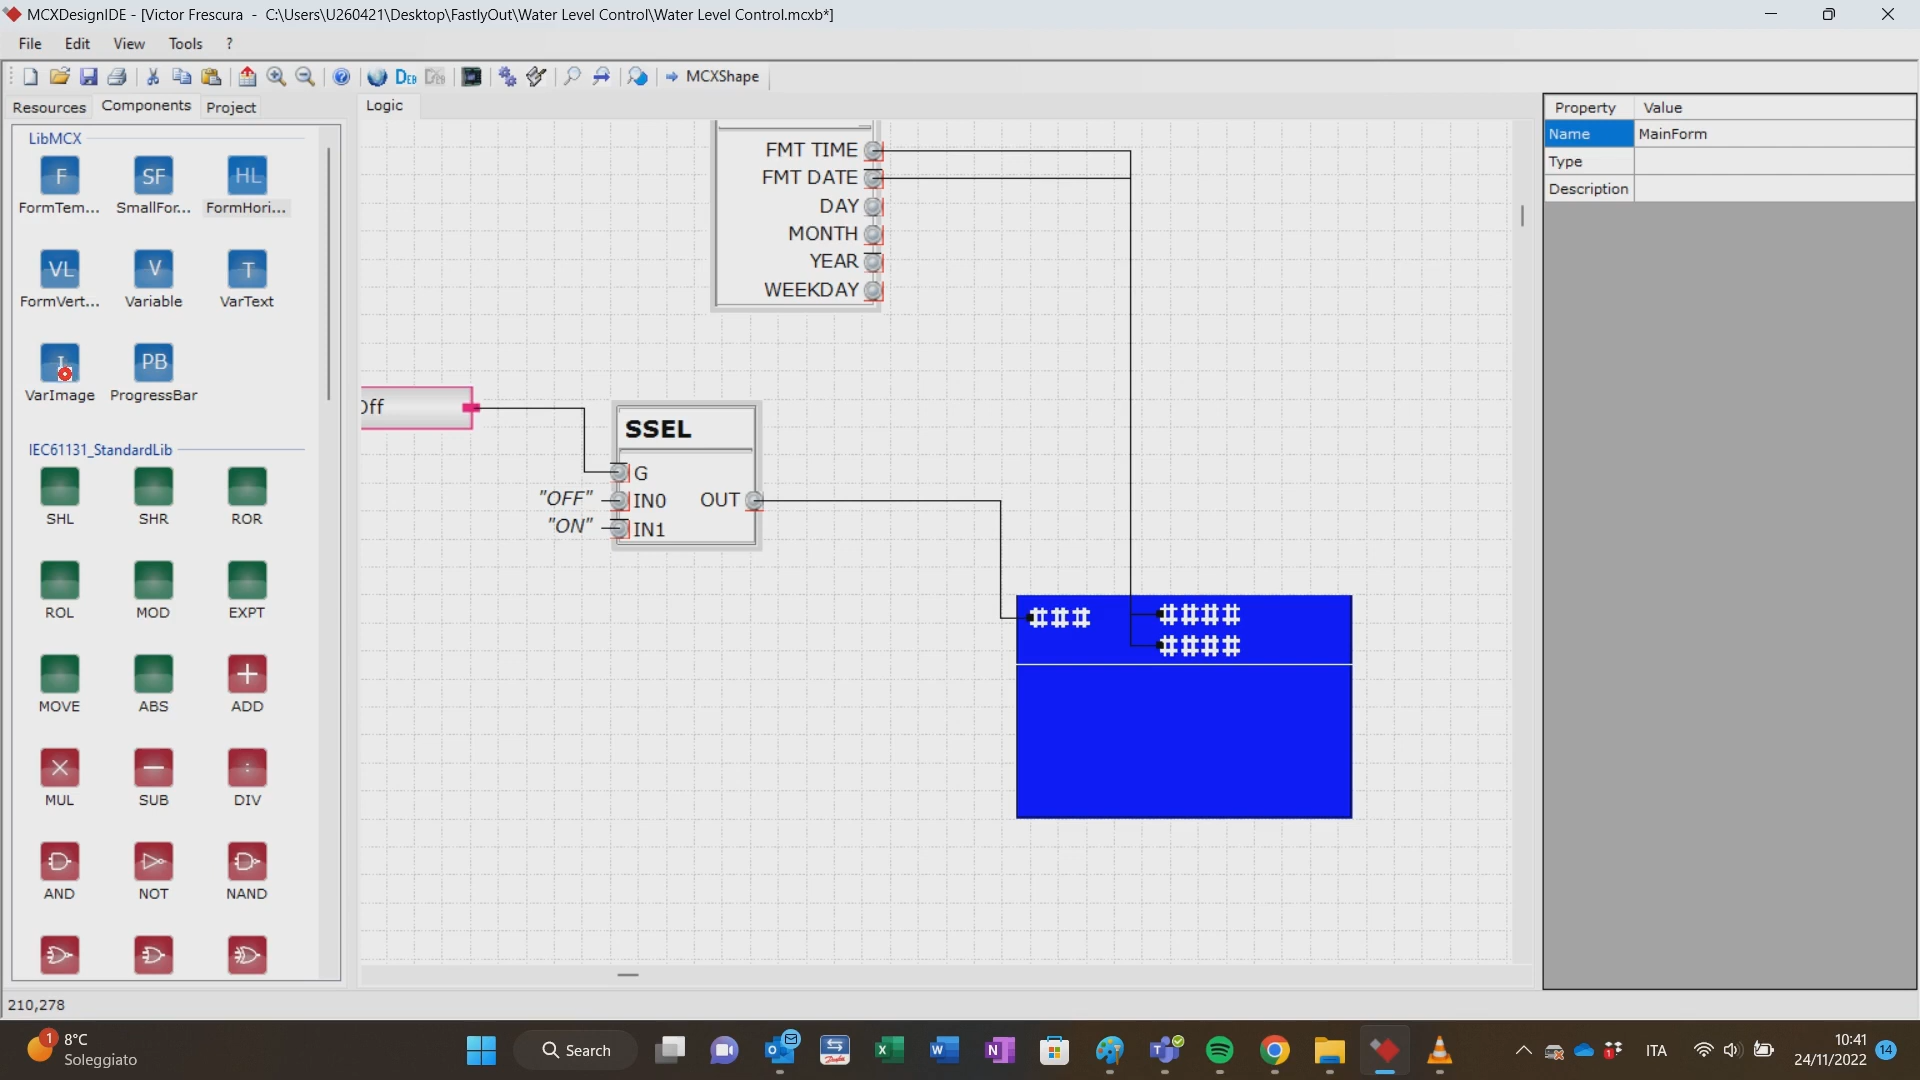 MCXDesignIDE - [Victor Frescura - C:\Users\U260421\Desktop\FastlyOut\Water Level Control\Water Level Control.mcxb*]
File Edit View Tools ?
DEB MCXShape
Resources Components Project Logic
LibMCX
F SF HL
FormTem... SmallFor... FormHori...
VL V T
FormVert... Variable VarText
I PB
VarImage ProgressBar
IEC61131_StandardLib
SHL SHR ROR
ROL MOD EXPT
MOVE ABS ADD
MUL SUB DIV
AND NOT NAND
FMT TIME
FMT DATE
DAY
MONTH
YEAR
WEEKDAY
Off
SSEL
G
"OFF" IN0 OUT
"ON" IN1
### ####
####
Property Value
Name MainForm
Type
Description
210,278
1 8°C
Soleggiato
Search
ITA
10:41
24/11/2022 14